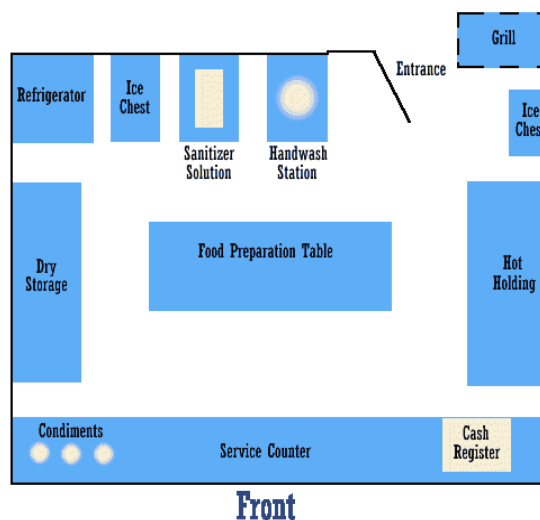 Grill
Entrance
Refrigerator
Ice
Chest
Ice
Chest
Sanitizer
Solution
Handwash
Station
Food Preparation Table
Dry
Storage
Hot
Holding
Condiments
Service Counter
Cash
Register
Front